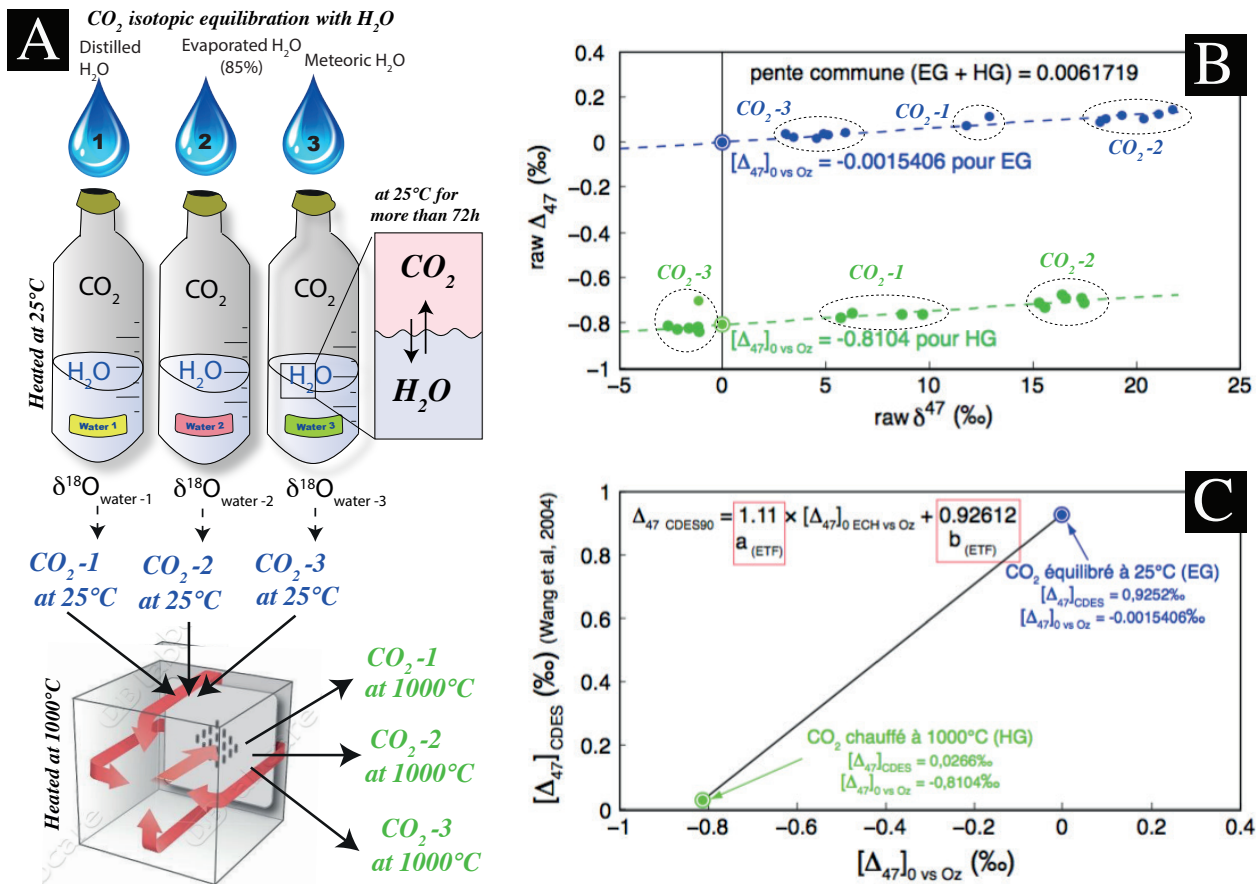 A
CO₂ isotopic equilibration with H₂O
Distilled
H₂O
Evaporated H₂O
(85%)
Meteoric H₂O
1
2
3
at 25°C for
more than 72h
Heated at 25°C
CO₂
CO₂
CO₂
CO₂
H₂O
H₂O
H₂O
H₂O
Water 1
Water 2
Water 3
δ¹⁸O water -1
δ¹⁸O water -2
δ¹⁸O water -3
CO₂-1
at 25°C
CO₂-2
at 25°C
CO₂-3
at 25°C
Heated at 1000°C
CO₂-1
at 1000°C
CO₂-2
at 1000°C
CO₂-3
at 1000°C
B
pente commune (EG + HG) = 0.0061719
CO₂-3
CO₂-1
CO₂-2
[Δ₄₇]₀ vs Oz = -0.0015406 pour EG
CO₂-3
CO₂-1
CO₂-2
[Δ₄₇]₀ vs Oz = -0.8104 pour HG
raw Δ₄₇ (‰)
0.4
0.2
0
−0.2
−0.4
−0.6
−0.8
−1
−5 0 5 10 15 20 25
raw δ⁴⁷ (‰)
C
Δ₄₇ CDES90 = 1.11 × [Δ₄₇]₀ ECH vs Oz + 0.92612
a (ETF) b (ETF)
CO₂ équilibré à 25°C (EG)
[Δ₄₇]CDES = 0,9252‰
[Δ₄₇]₀ vs Oz = -0.0015406‰
CO₂ chauffé à 1000°C (HG)
[Δ₄₇]CDES = 0,0266‰
[Δ₄₇]₀ vs Oz = -0,8104‰
[Δ₄₇]CDES (‰) (Wang et al, 2004)
1
0.8
0.6
0.4
0.2
0
−1 −0.8 −0.6 −0.4 −0.2 0 0.2 0.4
[Δ₄₇]₀ vs Oz (‰)